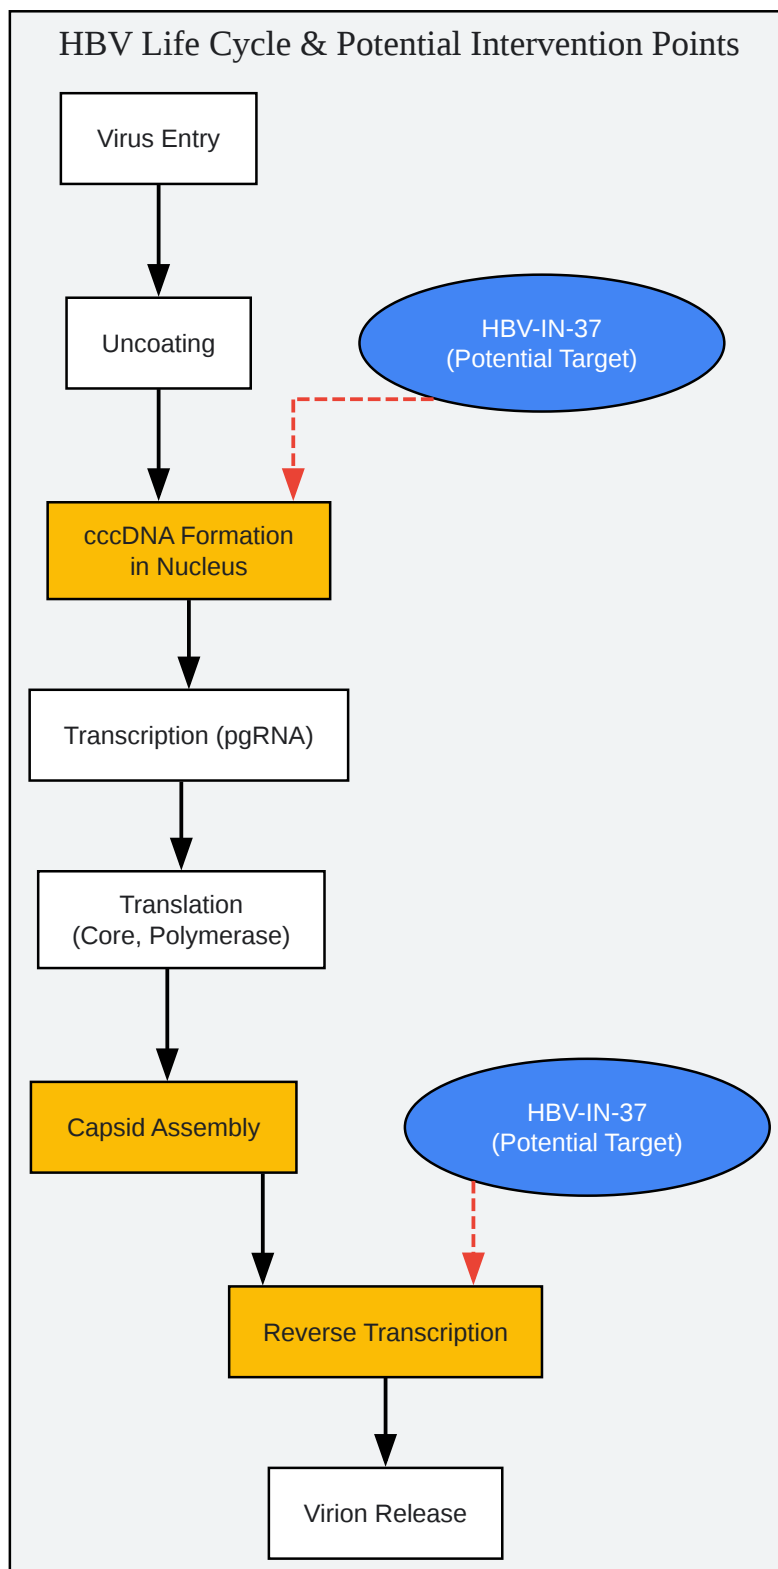 HBV Life Cycle & Potential Intervention Points
Virus Entry
Uncoating
HBV-IN-37
(Potential Target)
cccDNA Formation
in Nucleus
Transcription (pgRNA)
Translation
(Core, Polymerase)
Capsid Assembly
HBV-IN-37
(Potential Target)
Reverse Transcription
Virion Release